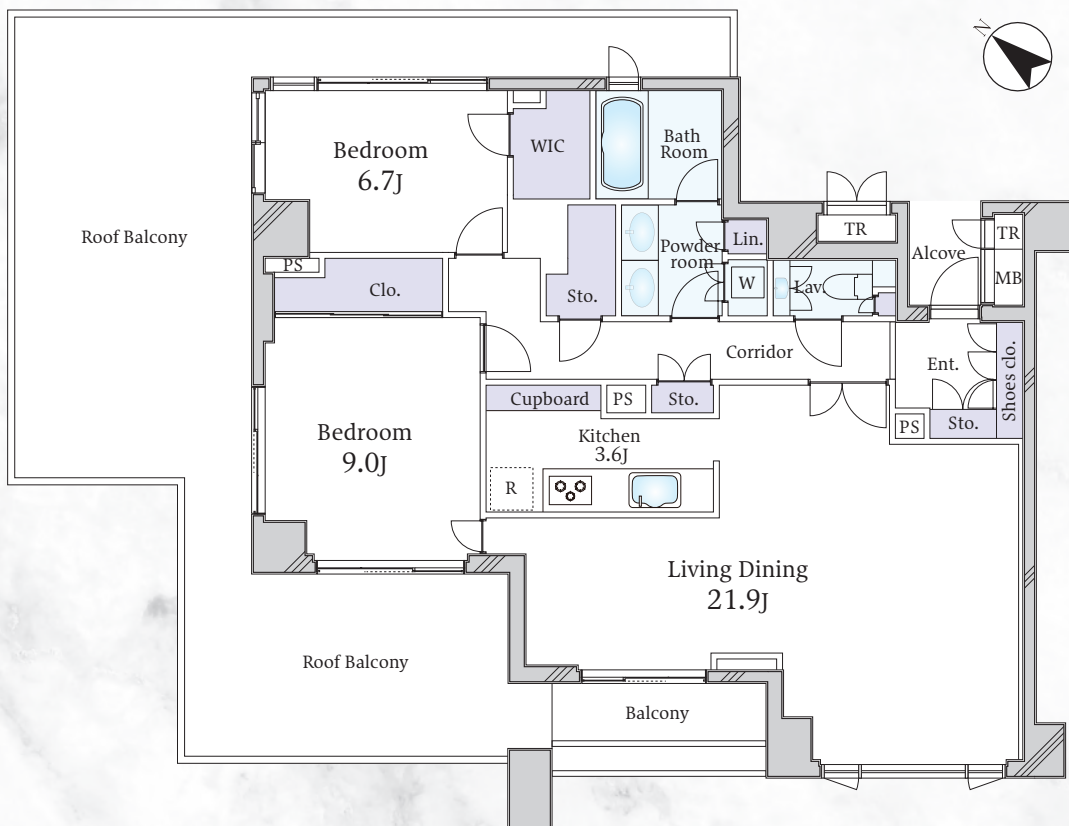 N
Bedroom
6.7J
WIC
Bath
Room
Roof Balcony
PS
Clo.
Sto.
Powder
room
Lin.
W
Lav.
TR
Alcove
TR
MB
Corridor
Ent.
Shoes clo.
Bedroom
9.0J
Cupboard
PS
Sto.
PS
Sto.
Kitchen
3.6J
R
Living Dining
21.9J
Roof Balcony
Balcony